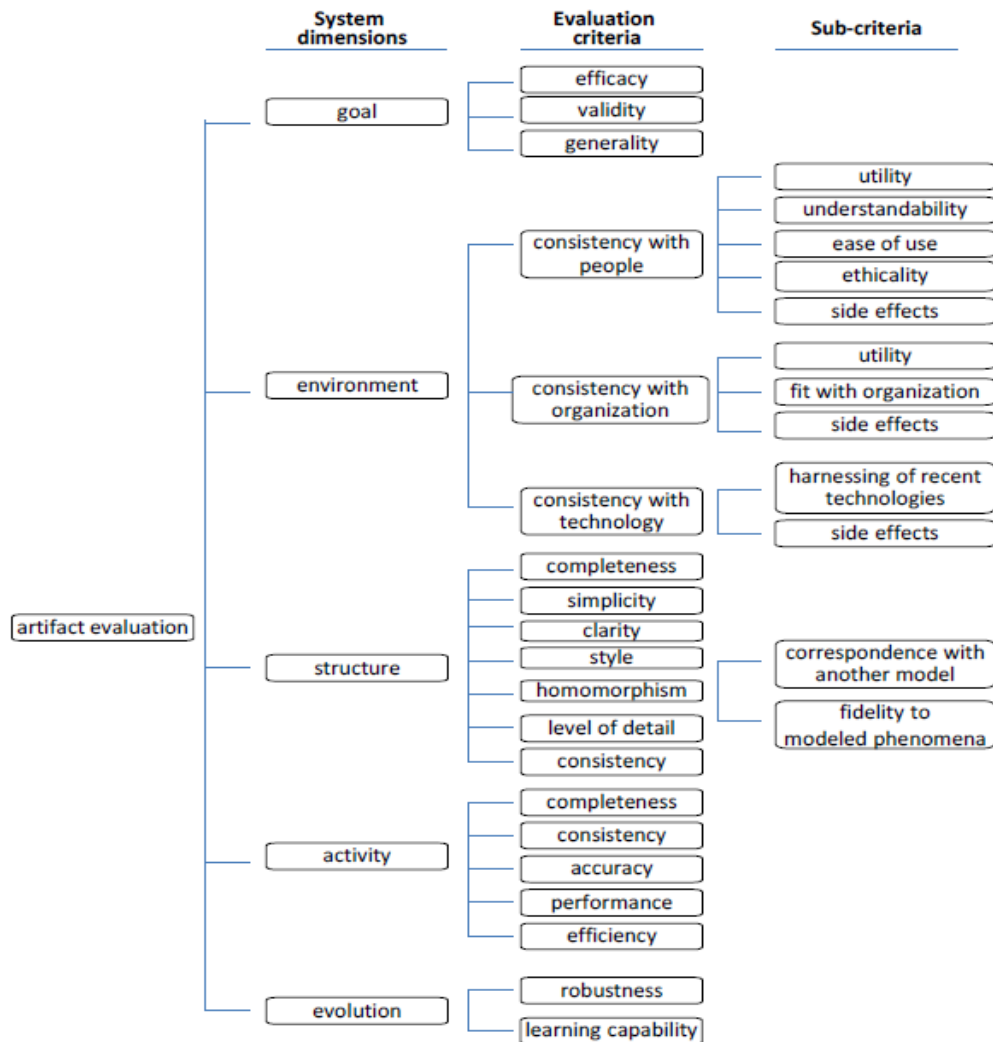 System
dimensions
Evaluation
criteria
Sub-criteria
goal
efficacy
validity
generality
environment
consistency with
people
utility
understandability
ease of use
ethicality
side effects
consistency with
organization
utility
fit with organization
side effects
consistency with
technology
harnessing of recent
technologies
side effects
artifact evaluation
structure
completeness
simplicity
clarity
style
homomorphism
correspondence with
another model
fidelity to
modeled phenomena
level of detail
consistency
activity
completeness
consistency
accuracy
performance
efficiency
evolution
robustness
learning capability